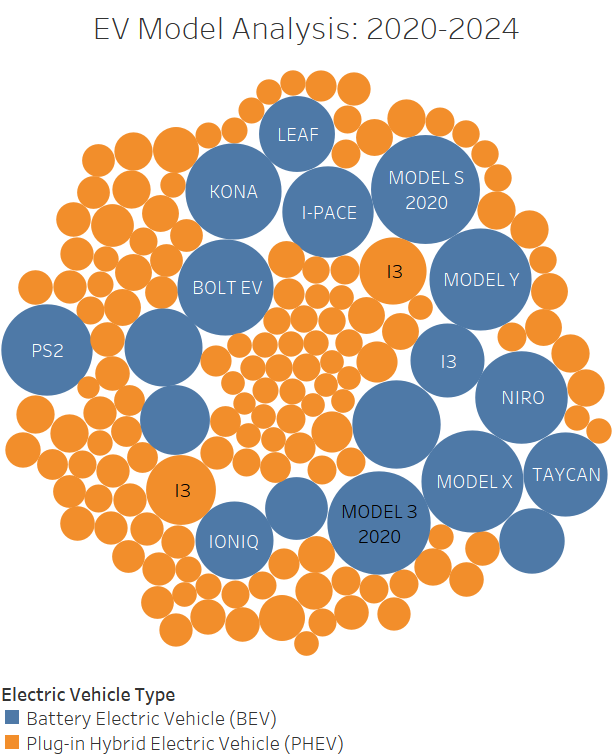 EV Model Analysis: 2020-2024
LEAF
KONA
MODEL S
2020
I-PACE
I3
MODEL Y
BOLT EV
PS2
I3
NIRO
TAYCAN
MODEL X
I3
MODEL 3
2020
IONIQ
Electric Vehicle Type
Battery Electric Vehicle (BEV)
Plug-in Hybrid Electric Vehicle (PHEV)